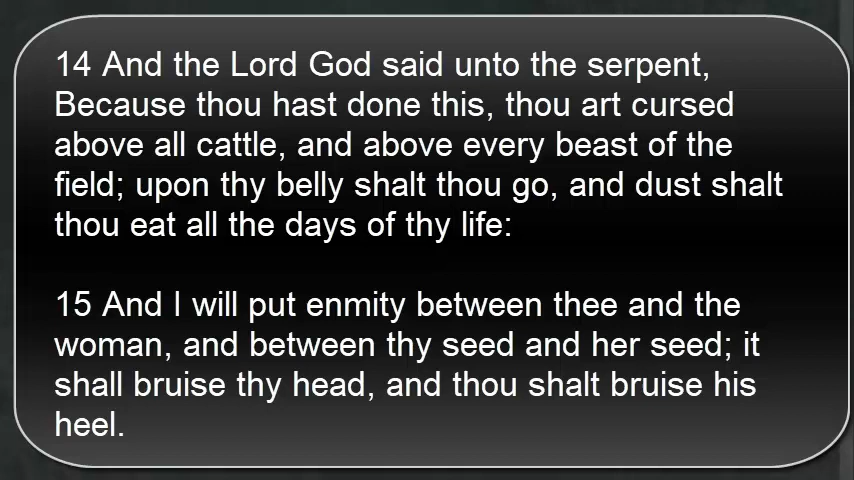 14 And the Lord God said unto the serpent,
Because thou hast done this, thou art cursed
above all cattle, and above every beast of the
field; upon thy belly shalt thou go, and dust shalt
thou eat all the days of thy life:
15 And I will put enmity between thee and the
woman, and between thy seed and her seed; it
shall bruise thy head, and thou shalt bruise his
heel.